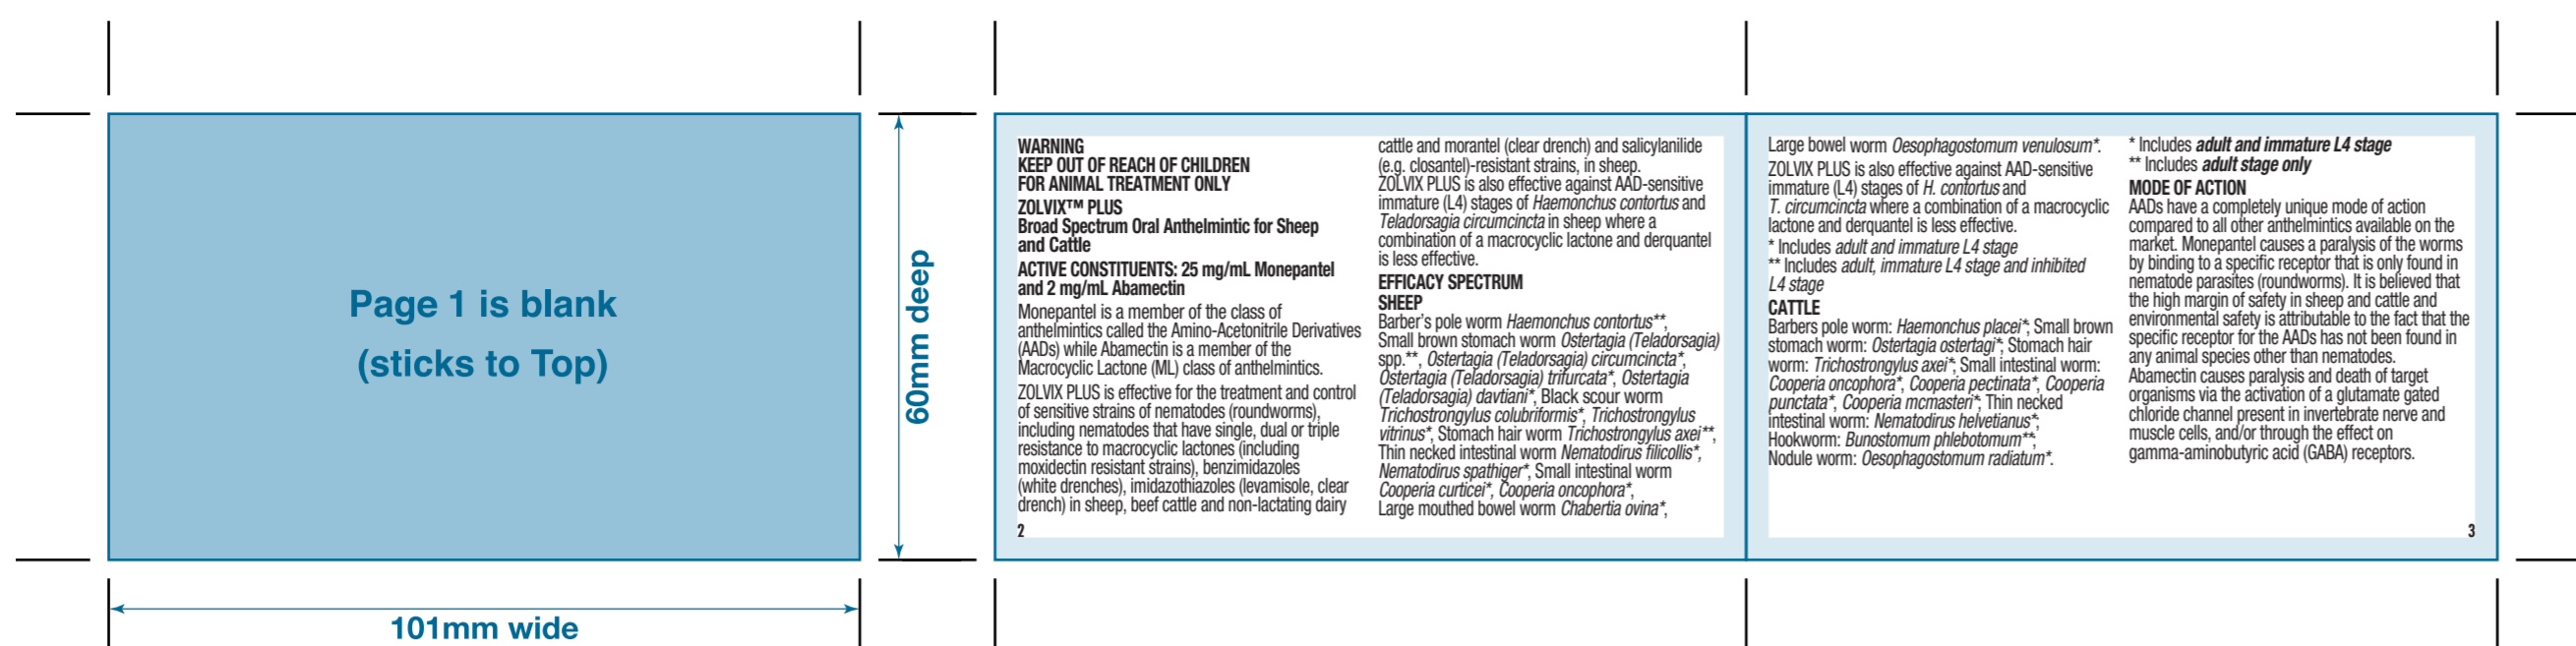 Page 1 is blank
(sticks to Top)
101mm wide
60mm deep
WARNING
KEEP OUT OF REACH OF CHILDREN
FOR ANIMAL TREATMENT ONLY
ZOLVIX™ PLUS
Broad Spectrum Oral Anthelmintic for Sheep
and Cattle
ACTIVE CONSTITUENTS: 25 mg/mL Monepantel
and 2 mg/mL Abamectin
Monepantel is a member of the class of
anthelmintics called the Amino-Acetonitrile Derivatives
(AADs) while Abamectin is a member of the
Macrocyclic Lactone (ML) class of anthelmintics.
ZOLVIX PLUS is effective for the treatment and control
of sensitive strains of nematodes (roundworms),
including nematodes that have single, dual or triple
resistance to macrocyclic lactones (including
moxidectin resistant strains), benzimidazoles
(white drenches), imidazothiazoles (levamisole, clear
drench) in sheep, beef cattle and non-lactating dairy
2
cattle and morantel (clear drench) and salicylanilide
(e.g. closantel)-resistant strains, in sheep.
ZOLVIX PLUS is also effective against AAD-sensitive
immature (L4) stages of Haemonchus contortus and
Teladorsagia circumcincta in sheep where a
combination of a macrocyclic lactone and derquantel
is less effective.
EFFICACY SPECTRUM
SHEEP
Barber's pole worm Haemonchus contortus**,
Small brown stomach worm Ostertagia (Teladorsagia)
spp.**, Ostertagia (Teladorsagia) circumcincta*,
Ostertagia (Teladorsagia) trifurcata*, Ostertagia
(Teladorsagia) davtiani*, Black scour worm
Trichostrongylus colubriformis*, Trichostrongylus
vitrinus*, Stomach hair worm Trichostrongylus axei**,
Thin necked intestinal worm Nematodirus filicollis*,
Nematodirus spathiger*, Small intestinal worm
Cooperia curticei*, Cooperia oncophora*,
Large mouthed bowel worm Chabertia ovina*,
Large bowel worm Oesophagostomum venulosum*.
ZOLVIX PLUS is also effective against AAD-sensitive
immature (L4) stages of H. contortus and
T. circumcincta where a combination of a macrocyclic
lactone and derquantel is less effective.
* Includes adult and immature L4 stage
** Includes adult, immature L4 stage and inhibited
L4 stage
CATTLE
Barbers pole worm: Haemonchus placei*; Small brown
stomach worm: Ostertagia ostertagi*; Stomach hair
worm: Trichostrongylus axei*; Small intestinal worm:
Cooperia oncophora*, Cooperia pectinata*, Cooperia
punctata*, Cooperia mcmasteri*; Thin necked
intestinal worm: Nematodirus helvetianus*;
Hookworm: Bunostomum phlebotomum**;
Nodule worm: Oesophagostomum radiatum*.
* Includes adult and immature L4 stage
** Includes adult stage only
MODE OF ACTION
AADs have a completely unique mode of action
compared to all other anthelmintics available on the
market. Monepantel causes a paralysis of the worms
by binding to a specific receptor that is only found in
nematode parasites (roundworms). It is believed that
the high margin of safety in sheep and cattle and
environmental safety is attributable to the fact that the
specific receptor for the AADs has not been found in
any animal species other than nematodes.
Abamectin causes paralysis and death of target
organisms via the activation of a glutamate gated
chloride channel present in invertebrate nerve and
muscle cells, and/or through the effect on
gamma-aminobutyric acid (GABA) receptors.
3